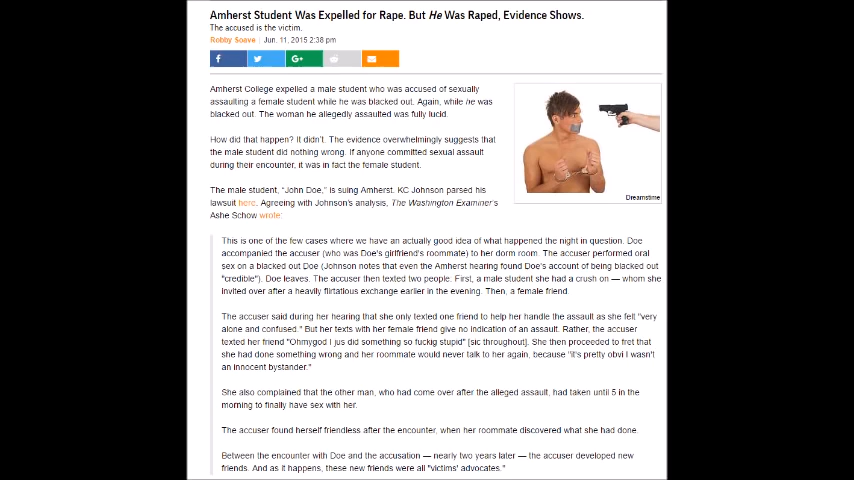 Amherst Student Was Expelled for Rape. But He Was Raped, Evidence Shows.
The accused is the victim.
Robby Soave | Jun. 11, 2015 2:38 pm
Amherst College expelled a male student who was accused of sexually
assaulting a female student while he was blacked out. Again, while he was
blacked out. The woman he allegedly assaulted was fully lucid.
How did that happen? It didn't. The evidence overwhelmingly suggests that
the male student did nothing wrong. If anyone committed sexual assault
during their encounter, it was in fact the female student.
The male student, "John Doe," is suing Amherst. KC Johnson parsed his
lawsuit here. Agreeing with Johnson's analysis, The Washington Examiner's
Ashe Schow wrote:
Dreamstime
This is one of the few cases where we have an actually good idea of what happened the night in question. Doe
accompanied the accuser (who was Doe's girlfriend's roommate) to her dorm room. The accuser performed oral
sex on a blacked out Doe (Johnson notes that even the Amherst hearing found Doe's account of being blacked out
"credible"). Doe leaves. The accuser then texted two people. First, a male student she had a crush on — whom she
invited over after a heavily flirtatious exchange earlier in the evening. Then, a female friend.
The accuser said during her hearing that she only texted one friend to help her handle the assault as she felt "very
alone and confused." But her texts with her female friend give no indication of an assault. Rather, the accuser
texted her friend "Ohmygod I jus did something so fuckig stupid" [sic throughout]. She then proceeded to fret that
she had done something wrong and her roommate would never talk to her again, because "it's pretty obvi I wasn't
an innocent bystander."
She also complained that the other man, who had come over after the alleged assault, had taken until 5 in the
morning to finally have sex with her.
The accuser found herself friendless after the encounter, when her roommate discovered what she had done.
Between the encounter with Doe and the accusation — nearly two years later — the accuser developed new
friends. And as it happens, these new friends were all "victims' advocates."